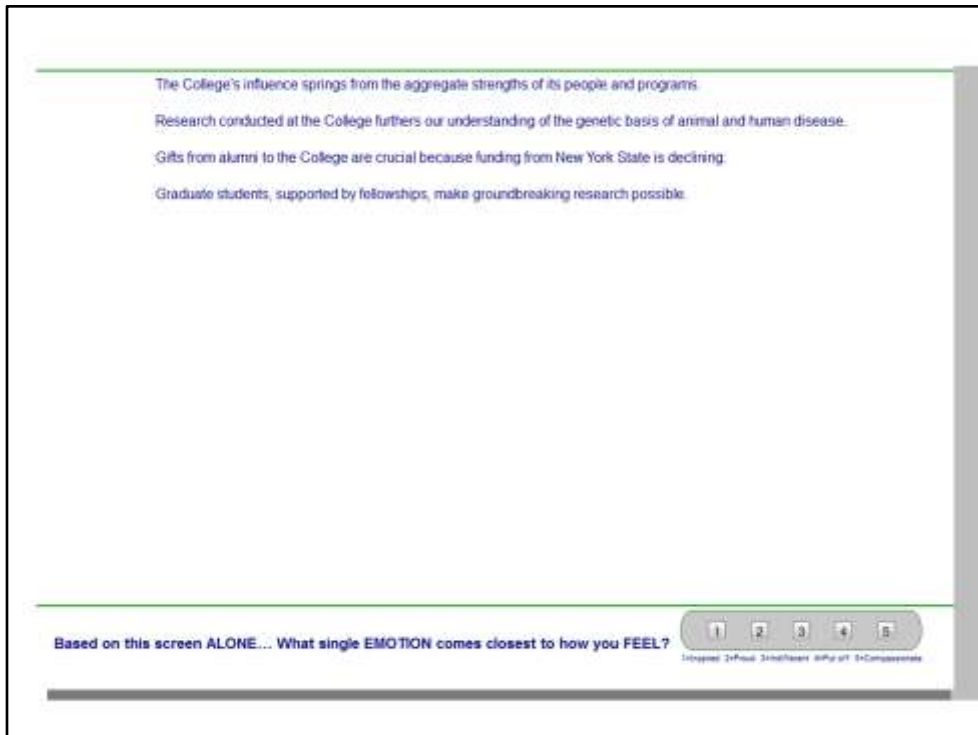 The College's influence springs from the aggregate strengths of its people and programs.
Research conducted at the College furthers our understanding of the genetic basis of animal and human disease.
Gifts from alumni to the College are crucial because funding from New York State is declining.
Graduate students, supported by fellowships, make groundbreaking research possible.
Based on this screen ALONE... What single EMOTION comes closest to how you FEEL?
1 2 3 4 5
1=Inspired 2=Proud 3=Indifferent 4=Put off 5=Compassionate